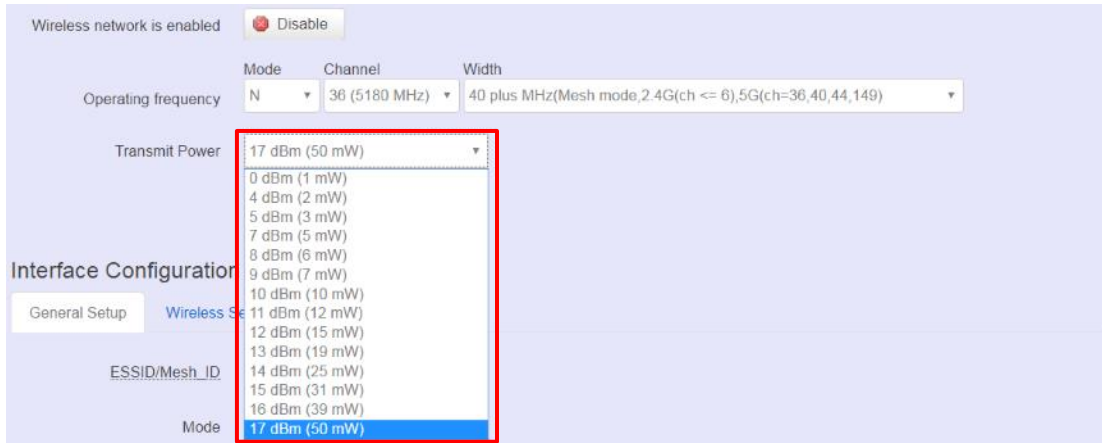 Wireless network is enabled Disable
Mode Channel Width
Operating frequency N 36 (5180 MHz) 40 plus MHz(Mesh mode,2.4G(ch <= 6),5G(ch=36,40,44,149)
Transmit Power 17 dBm (50 mW)
0 dBm (1 mW)
4 dBm (2 mW)
5 dBm (3 mW)
7 dBm (5 mW)
8 dBm (6 mW)
Interface Configuration 9 dBm (7 mW)
10 dBm (10 mW)
General Setup Wireless Se 11 dBm (12 mW)
12 dBm (15 mW)
13 dBm (19 mW)
ESSID/Mesh_ID 14 dBm (25 mW)
15 dBm (31 mW)
16 dBm (39 mW)
Mode 17 dBm (50 mW)